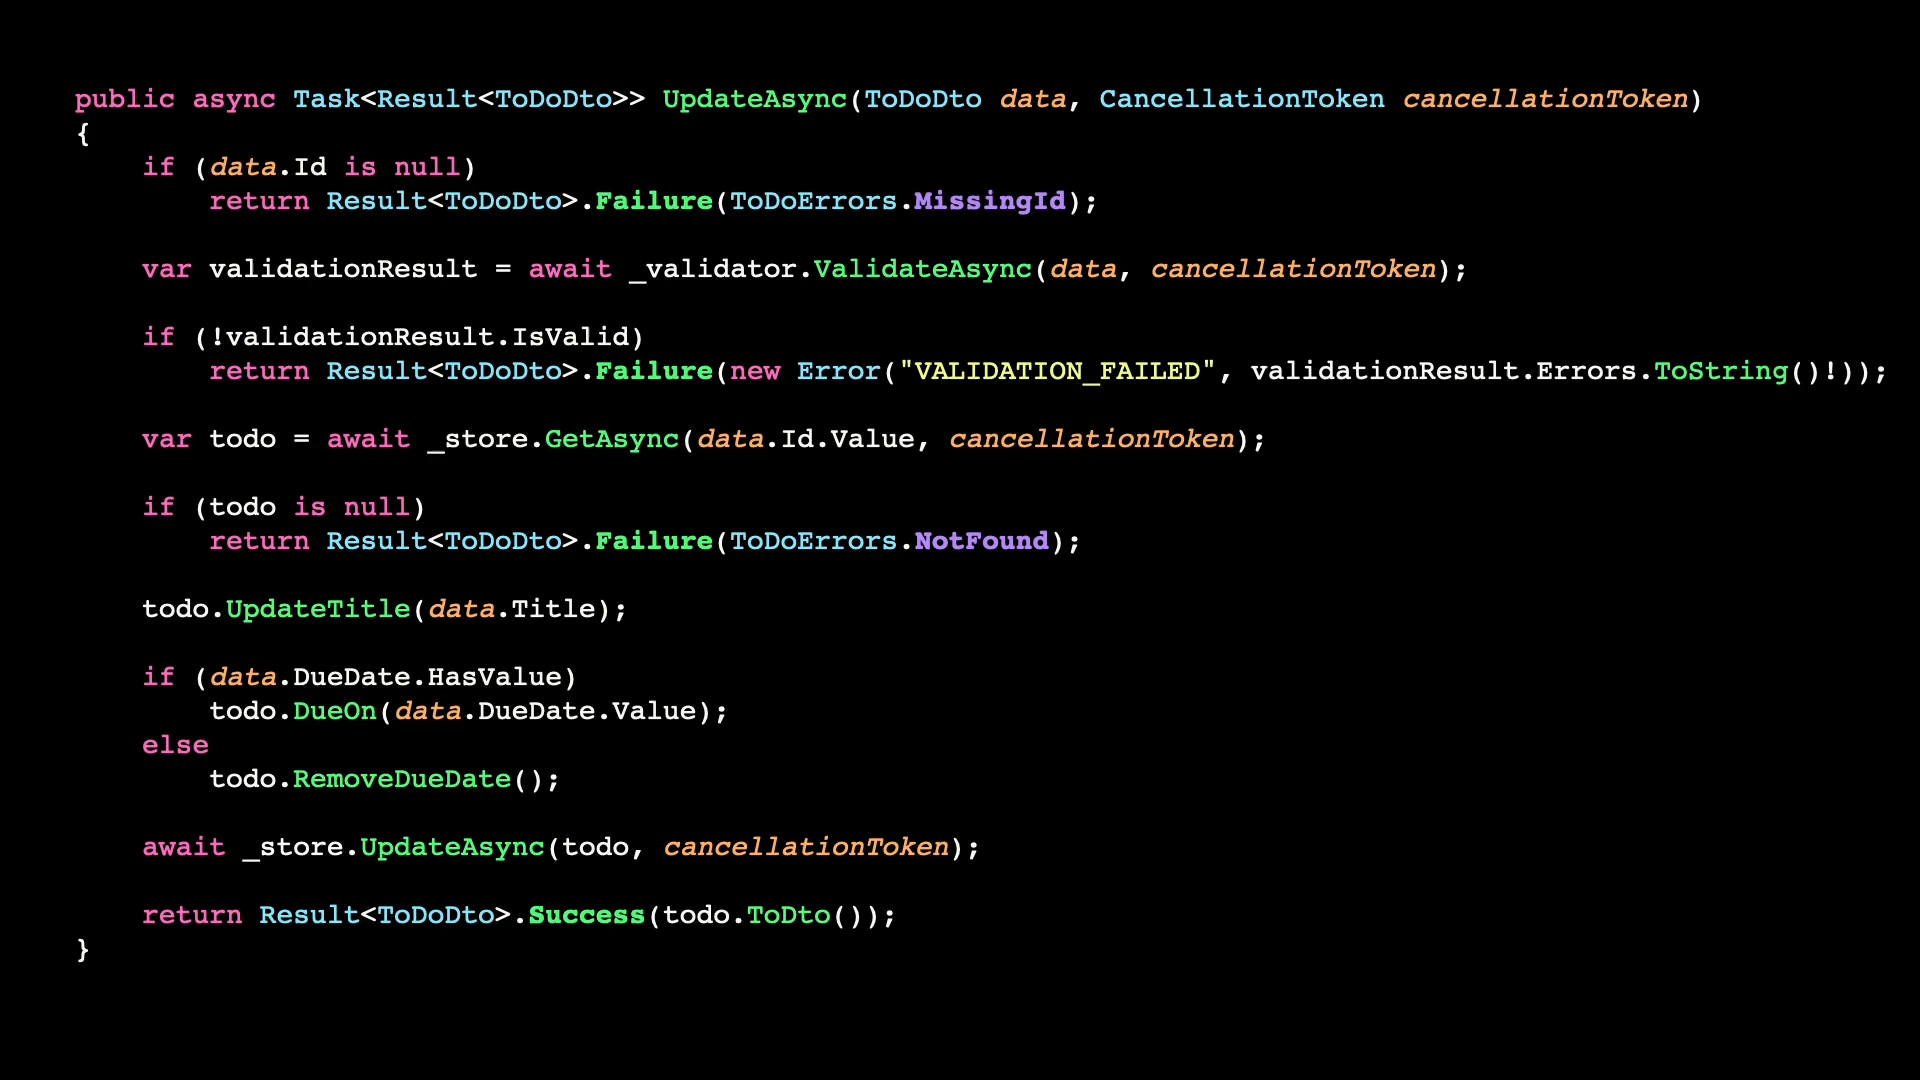 public async Task<Result<ToDoDto>> UpdateAsync(ToDoDto data, CancellationToken cancellationToken)
{
    if (data.Id is null)
        return Result<ToDoDto>.Failure(ToDoErrors.MissingId);

    var validationResult = await _validator.ValidateAsync(data, cancellationToken);

    if (!validationResult.IsValid)
        return Result<ToDoDto>.Failure(new Error("VALIDATION_FAILED", validationResult.Errors.ToString()!));

    var todo = await _store.GetAsync(data.Id.Value, cancellationToken);

    if (todo is null)
        return Result<ToDoDto>.Failure(ToDoErrors.NotFound);

    todo.UpdateTitle(data.Title);

    if (data.DueDate.HasValue)
        todo.DueOn(data.DueDate.Value);
    else
        todo.RemoveDueDate();

    await _store.UpdateAsync(todo, cancellationToken);

    return Result<ToDoDto>.Success(todo.ToDto());
}